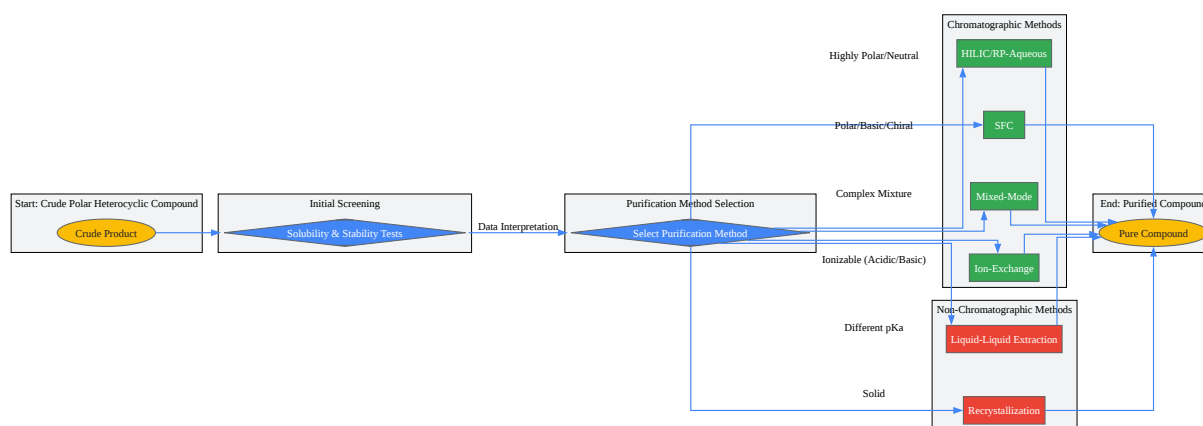 Start: Crude Polar Heterocyclic Compound
Crude Product
Initial Screening
Solubility & Stability Tests
Data Interpretation
Purification Method Selection
Select Purification Method
Highly Polar/Neutral
Polar/Basic/Chiral
Complex Mixture
Ionizable (Acidic/Basic)
Different pKa
Solid
Chromatographic Methods
HILIC/RP-Aqueous
SFC
Mixed-Mode
Ion-Exchange
Non-Chromatographic Methods
Liquid-Liquid Extraction
Recrystallization
End: Purified Compound
Pure Compound